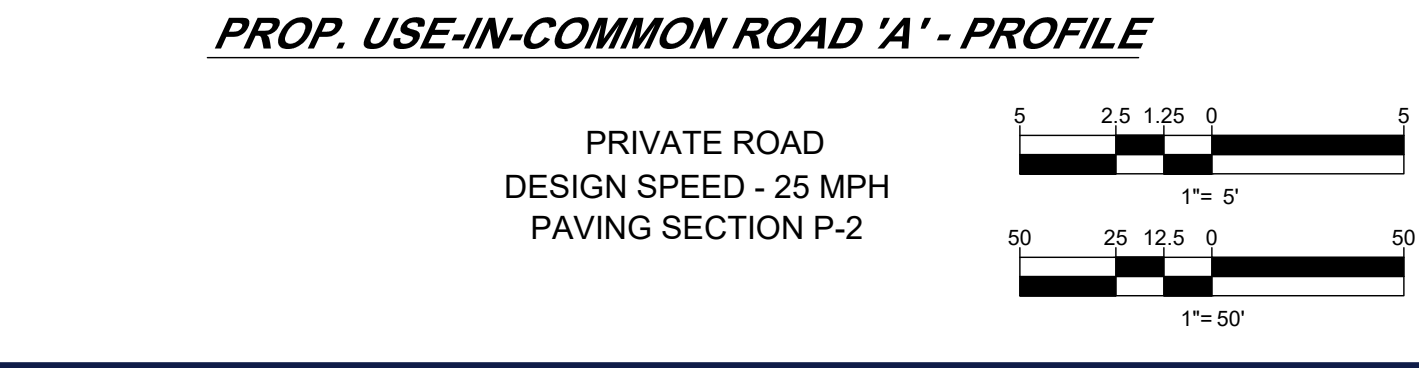 PROP. USE-IN-COMMON ROAD 'A' - PROFILE
PRIVATE ROAD
DESIGN SPEED - 25 MPH
PAVING SECTION P-2
5 2.5 1.25 0 5
1"= 5'
50 25 12.5 0 50
1"= 50'